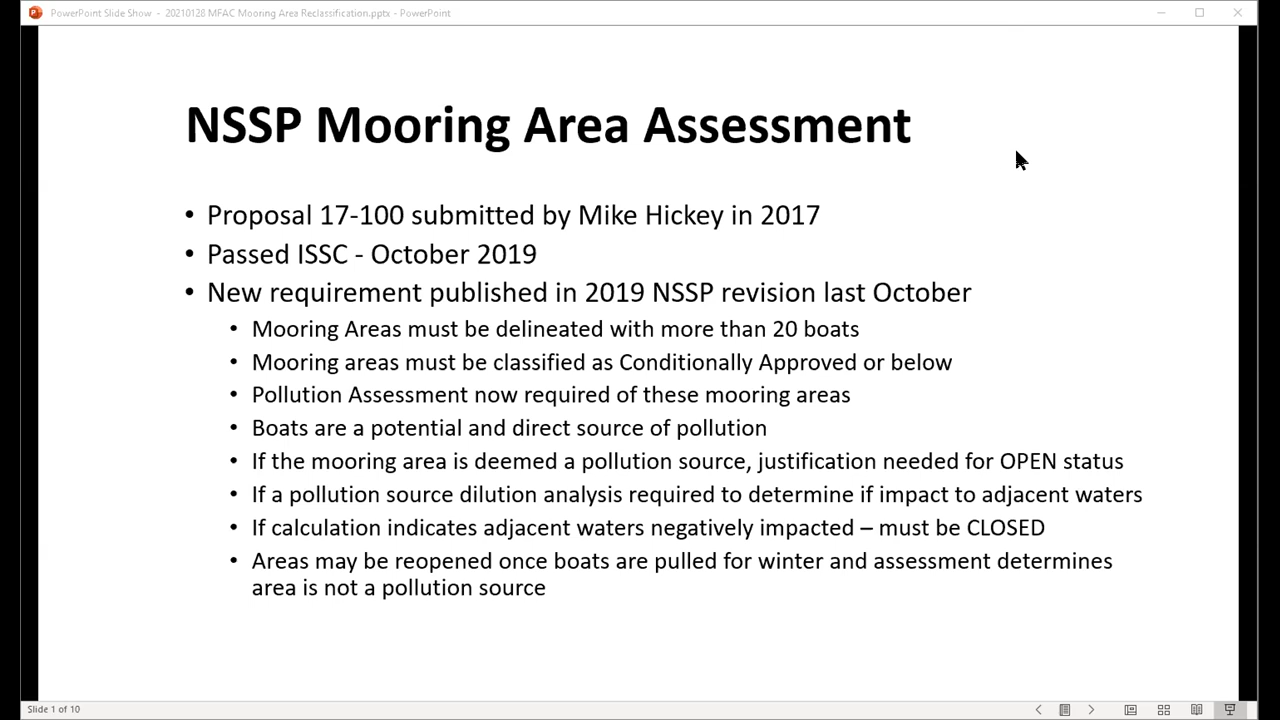 PowerPoint Slide Show - 20210128 MFAC Mooring Area Reclassification.pptx - PowerPoint
NSSP Mooring Area Assessment
• Proposal 17-100 submitted by Mike Hickey in 2017
• Passed ISSC - October 2019
• New requirement published in 2019 NSSP revision last October
• Mooring Areas must be delineated with more than 20 boats
• Mooring areas must be classified as Conditionally Approved or below
• Pollution Assessment now required of these mooring areas
• Boats are a potential and direct source of pollution
• If the mooring area is deemed a pollution source, justification needed for OPEN status
• If a pollution source dilution analysis required to determine if impact to adjacent waters
• If calculation indicates adjacent waters negatively impacted – must be CLOSED
• Areas may be reopened once boats are pulled for winter and assessment determines
area is not a pollution source
Slide 1 of 10